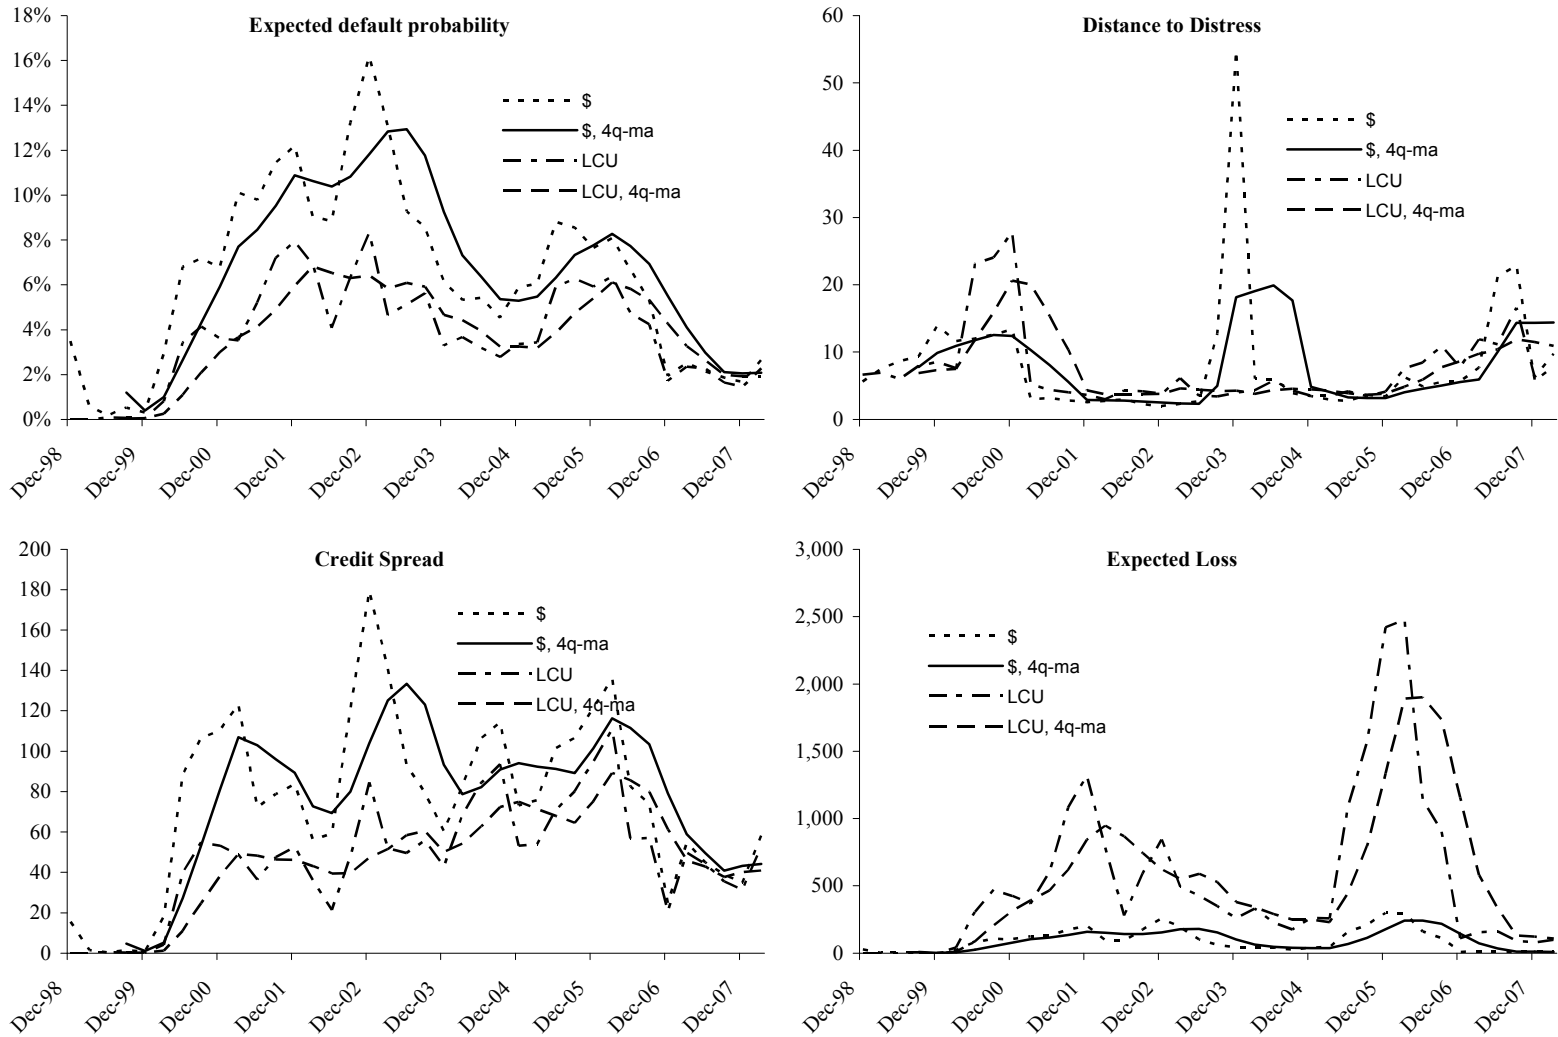 Expected default probability
18%
16%
14%
12%
10%
8%
6%
4%
2%
0%
$
$, 4q-ma
LCU
LCU, 4q-ma
Dec-98
Dec-99
Dec-00
Dec-01
Dec-02
Dec-03
Dec-04
Dec-05
Dec-06
Dec-07
Distance to Distress
60
50
40
30
20
10
0
$
$, 4q-ma
LCU
LCU, 4q-ma
Dec-98
Dec-99
Dec-00
Dec-01
Dec-02
Dec-03
Dec-04
Dec-05
Dec-06
Dec-07
Credit Spread
200
180
160
140
120
100
80
60
40
20
0
$
$, 4q-ma
LCU
LCU, 4q-ma
Dec-98
Dec-99
Dec-00
Dec-01
Dec-02
Dec-03
Dec-04
Dec-05
Dec-06
Dec-07
Expected Loss
3,000
2,500
2,000
1,500
1,000
500
0
$
$, 4q-ma
LCU
LCU, 4q-ma
Dec-98
Dec-99
Dec-00
Dec-01
Dec-02
Dec-03
Dec-04
Dec-05
Dec-06
Dec-07